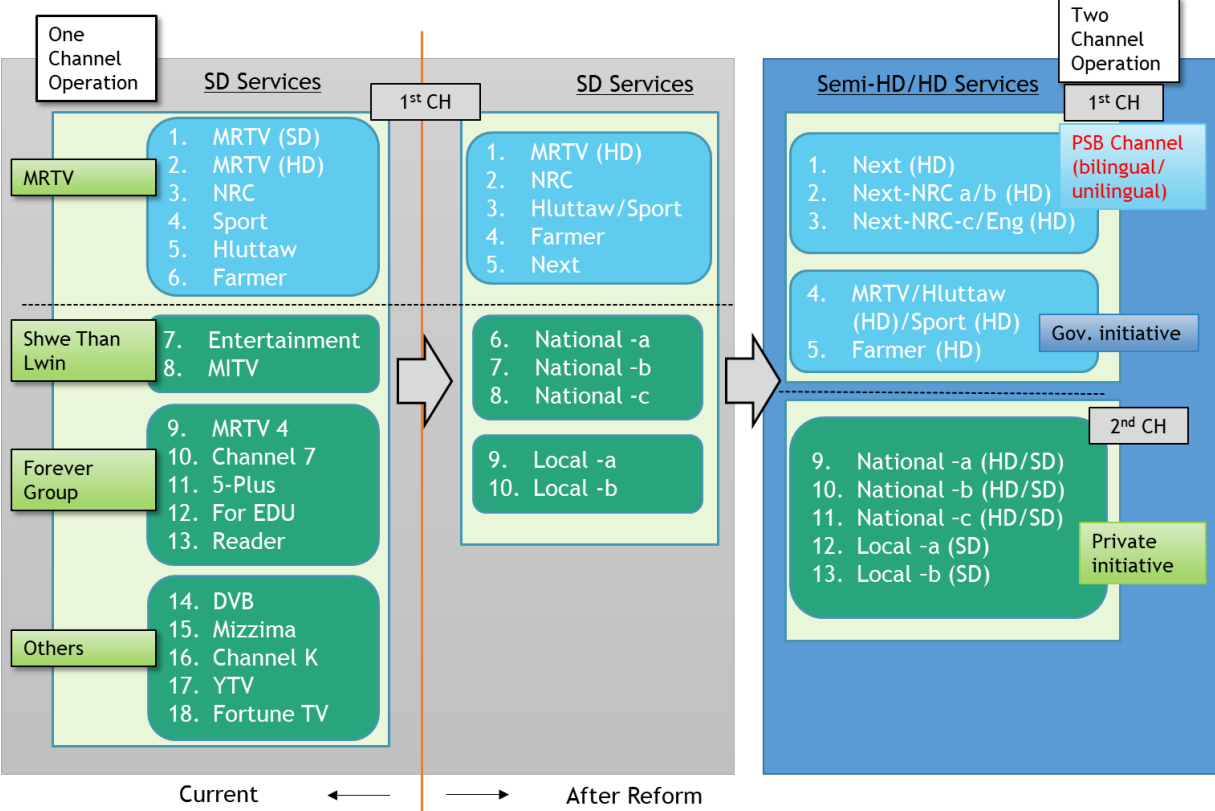 One
Channel
Operation
SD Services
1st CH
SD Services
Semi-HD/HD Services
Two
Channel
Operation
1st CH
MRTV
1. MRTV (SD)
2. MRTV (HD)
3. NRC
4. Sport
5. Hluttaw
6. Farmer
Shwe Than
Lwin
7. Entertainment
8. MITV
Forever
Group
9. MRTV 4
10. Channel 7
11. 5-Plus
12. For EDU
13. Reader
Others
14. DVB
15. Mizzima
16. Channel K
17. YTV
18. Fortune TV
1. MRTV (HD)
2. NRC
3. Hluttaw/Sport
4. Farmer
5. Next
6. National -a
7. National -b
8. National -c
9. Local -a
10. Local -b
PSB Channel
(bilingual/
unilingual)
1. Next (HD)
2. Next-NRC a/b (HD)
3. Next-NRC-c/Eng (HD)
4. MRTV/Hluttaw
(HD)/Sport (HD)
5. Farmer (HD)
Gov. initiative
2nd CH
9. National -a (HD/SD)
10. National -b (HD/SD)
11. National -c (HD/SD)
12. Local -a (SD)
13. Local -b (SD)
Private
initiative
Current
After Reform